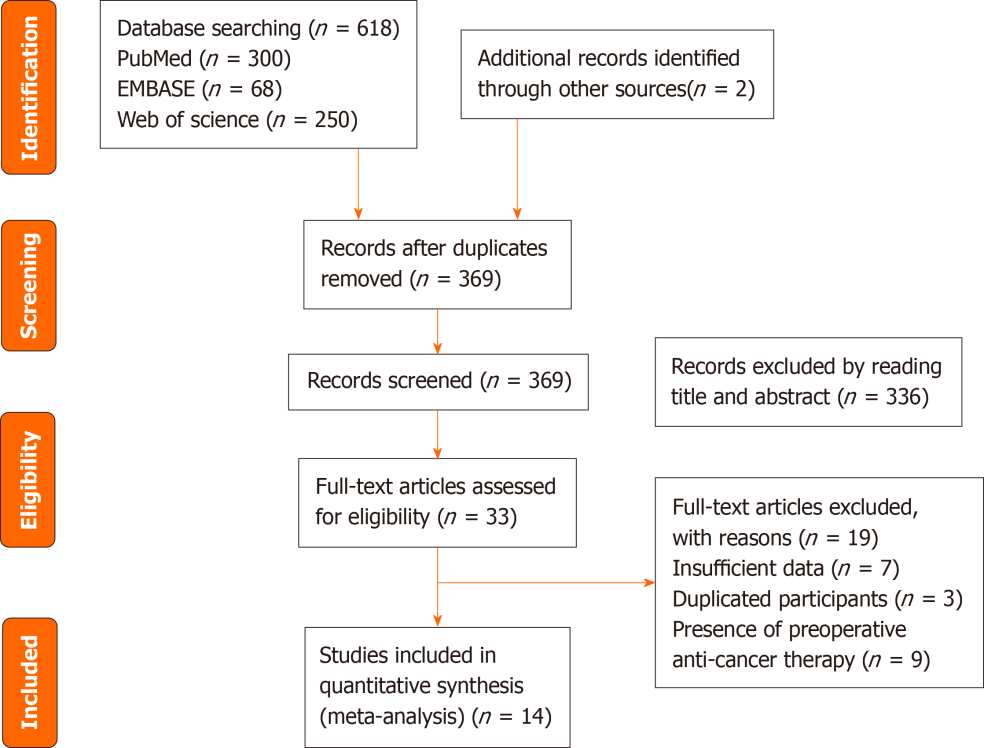 Identification
Database searching (n = 618)
PubMed (n = 300)
EMBASE (n = 68)
Web of science (n = 250)
Additional records identified
through other sources(n = 2)
Screening
Records after duplicates
removed (n = 369)
Records screened (n = 369)
Records excluded by reading
title and abstract (n = 336)
Eligibility
Full-text articles assessed
for eligibility (n = 33)
Full-text articles excluded,
with reasons (n = 19)
Insufficient data (n = 7)
Duplicated participants (n = 3)
Presence of preoperative
anti-cancer therapy (n = 9)
Included
Studies included in
quantitative synthesis
(meta-analysis) (n = 14)